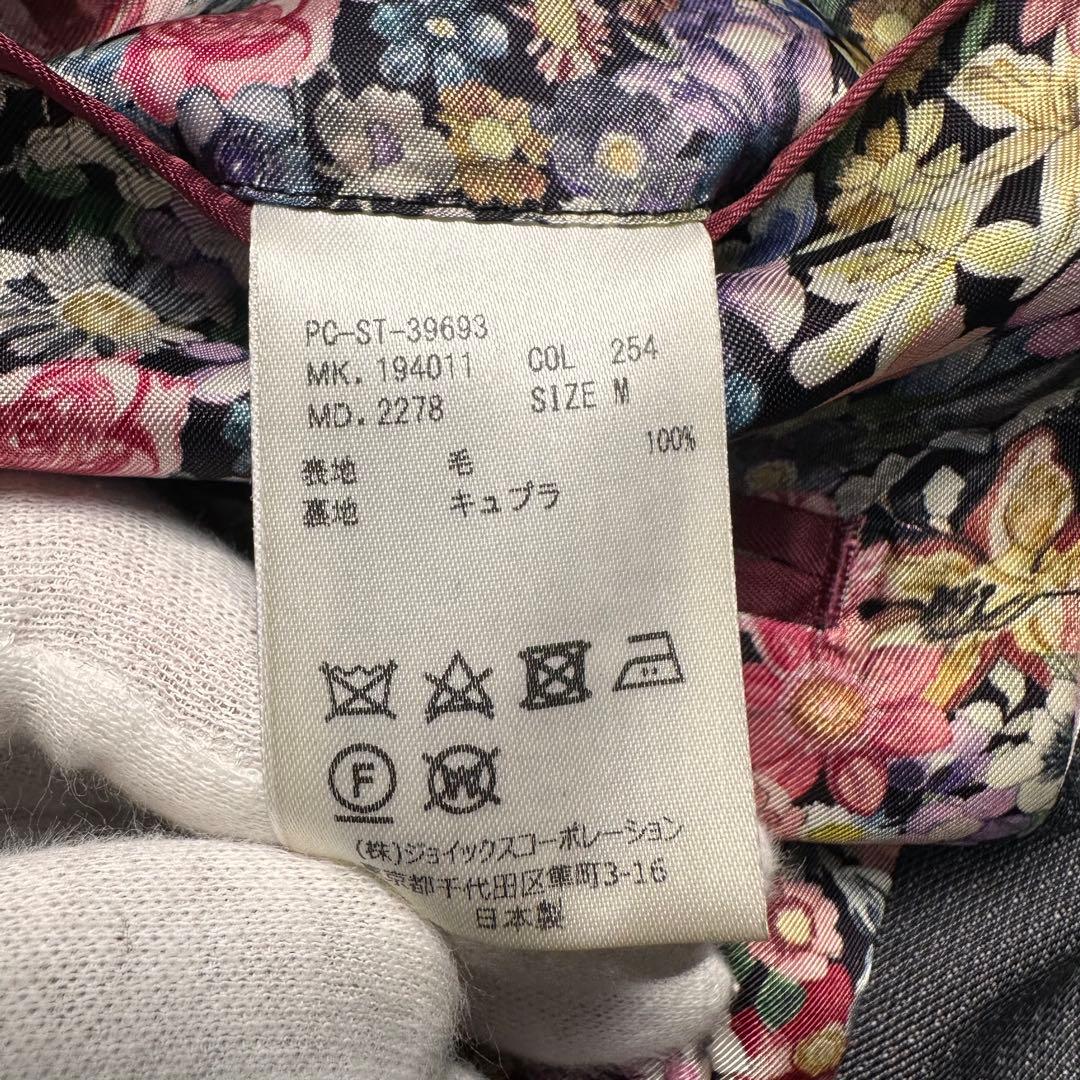 PC-ST-39693
MK. 194011 COL 254
MD. 2278 SIZE M
表地 毛 100%
裏地 キュプラ
F
W
(株)ジョイックスコーポレーション
京都千代田区隼町3-16
日本製